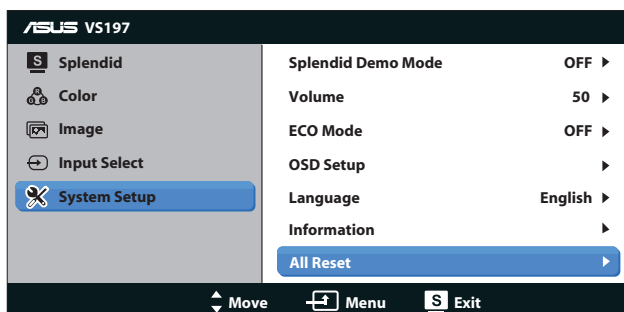 ASUS VS197
S Splendid
Color
Image
Input Select
System Setup
Splendid Demo Mode OFF
Volume 50
ECO Mode OFF
OSD Setup
Language English
Information
All Reset
Move Menu S Exit